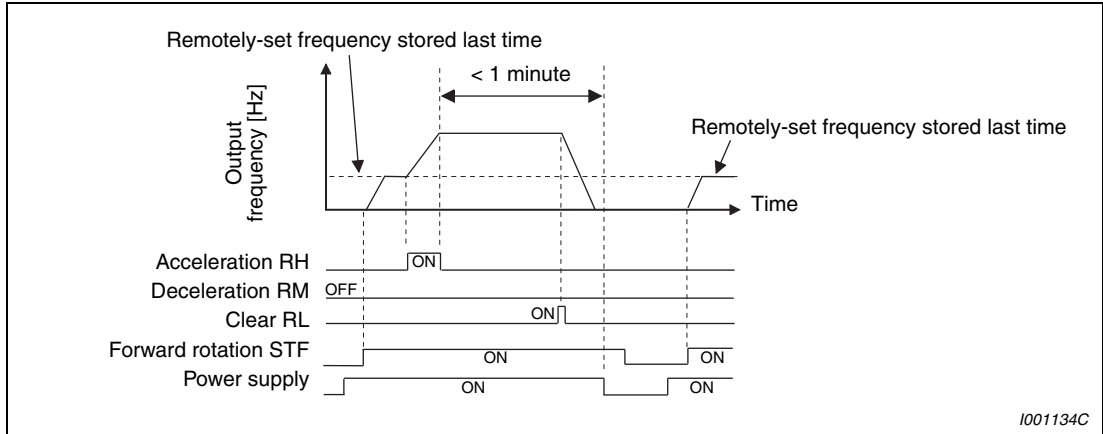 Remotely-set frequency stored last time
< 1 minute
Output
frequency [Hz]
Remotely-set frequency stored last time
Time
Acceleration RH
ON
Deceleration RM
OFF
Clear RL
ON
Forward rotation STF
ON
ON
Power supply
ON
ON
I001134C